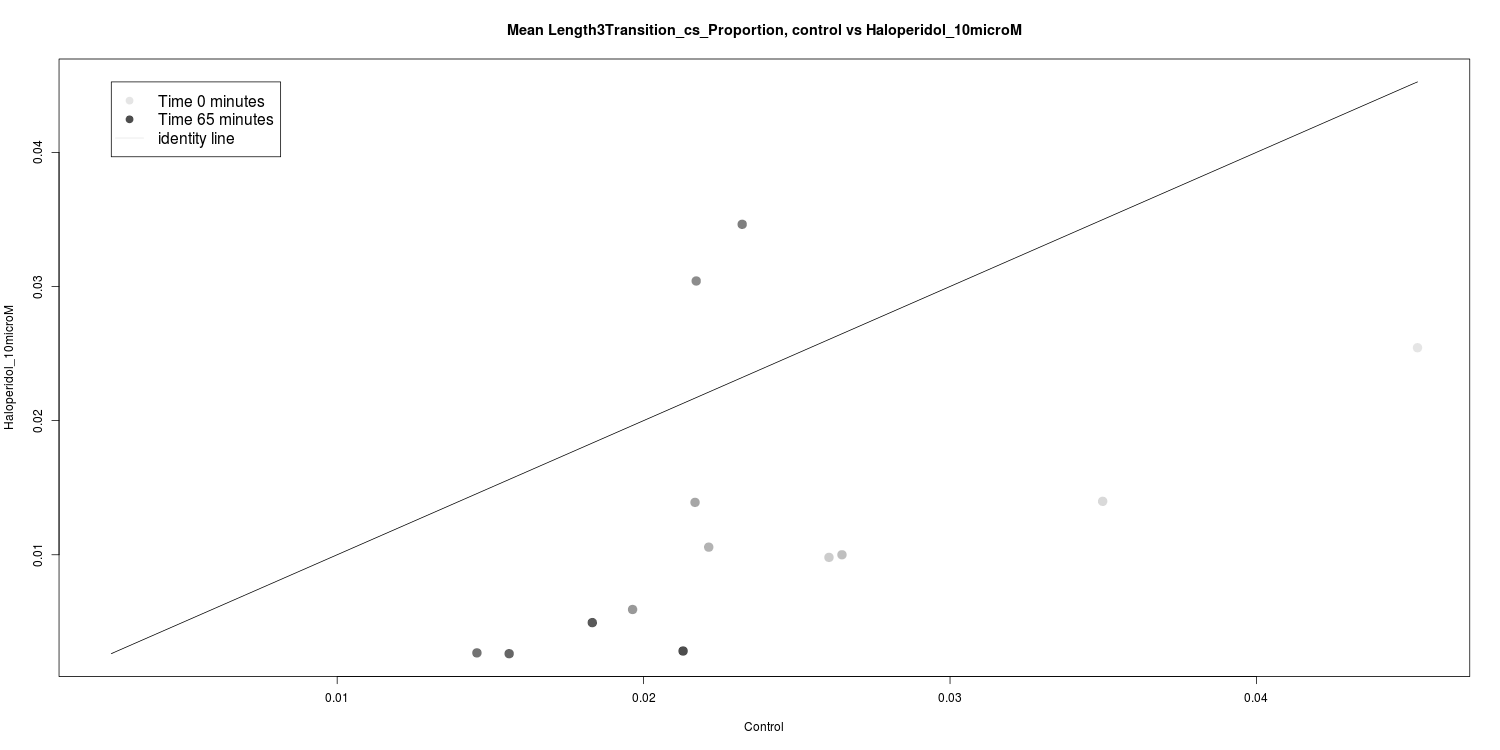 Mean Length3Transition_cs_Proportion, control vs Haloperidol_10microM
Time 0 minutes
Time 65 minutes
identity line
Haloperidol_10microM
0.04
0.03
0.02
0.01
0.01
0.02
0.03
0.04
Control